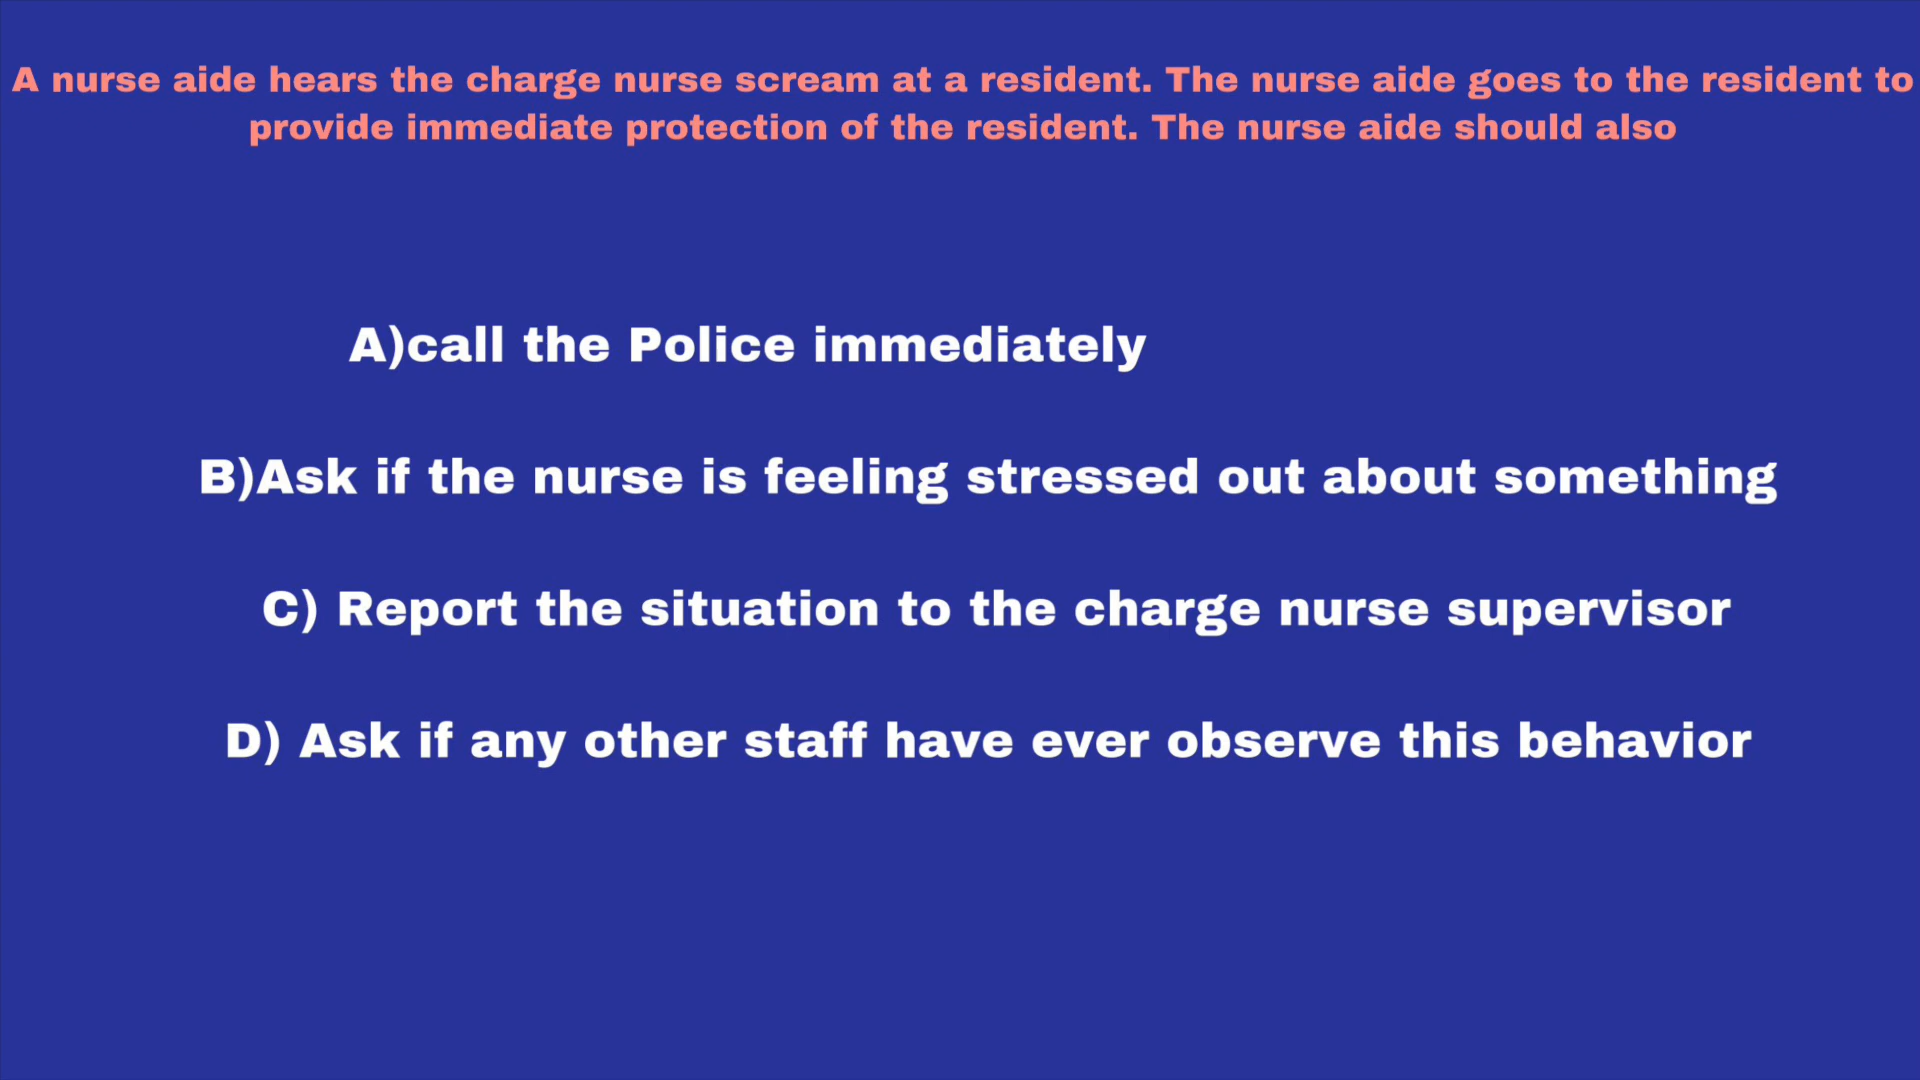 A nurse aide hears the charge nurse scream at a resident. The nurse aide goes to the resident to
provide immediate protection of the resident. The nurse aide should also
A)call the Police immediately
B)Ask if the nurse is feeling stressed out about something
C) Report the situation to the charge nurse supervisor
D) Ask if any other staff have ever observe this behavior